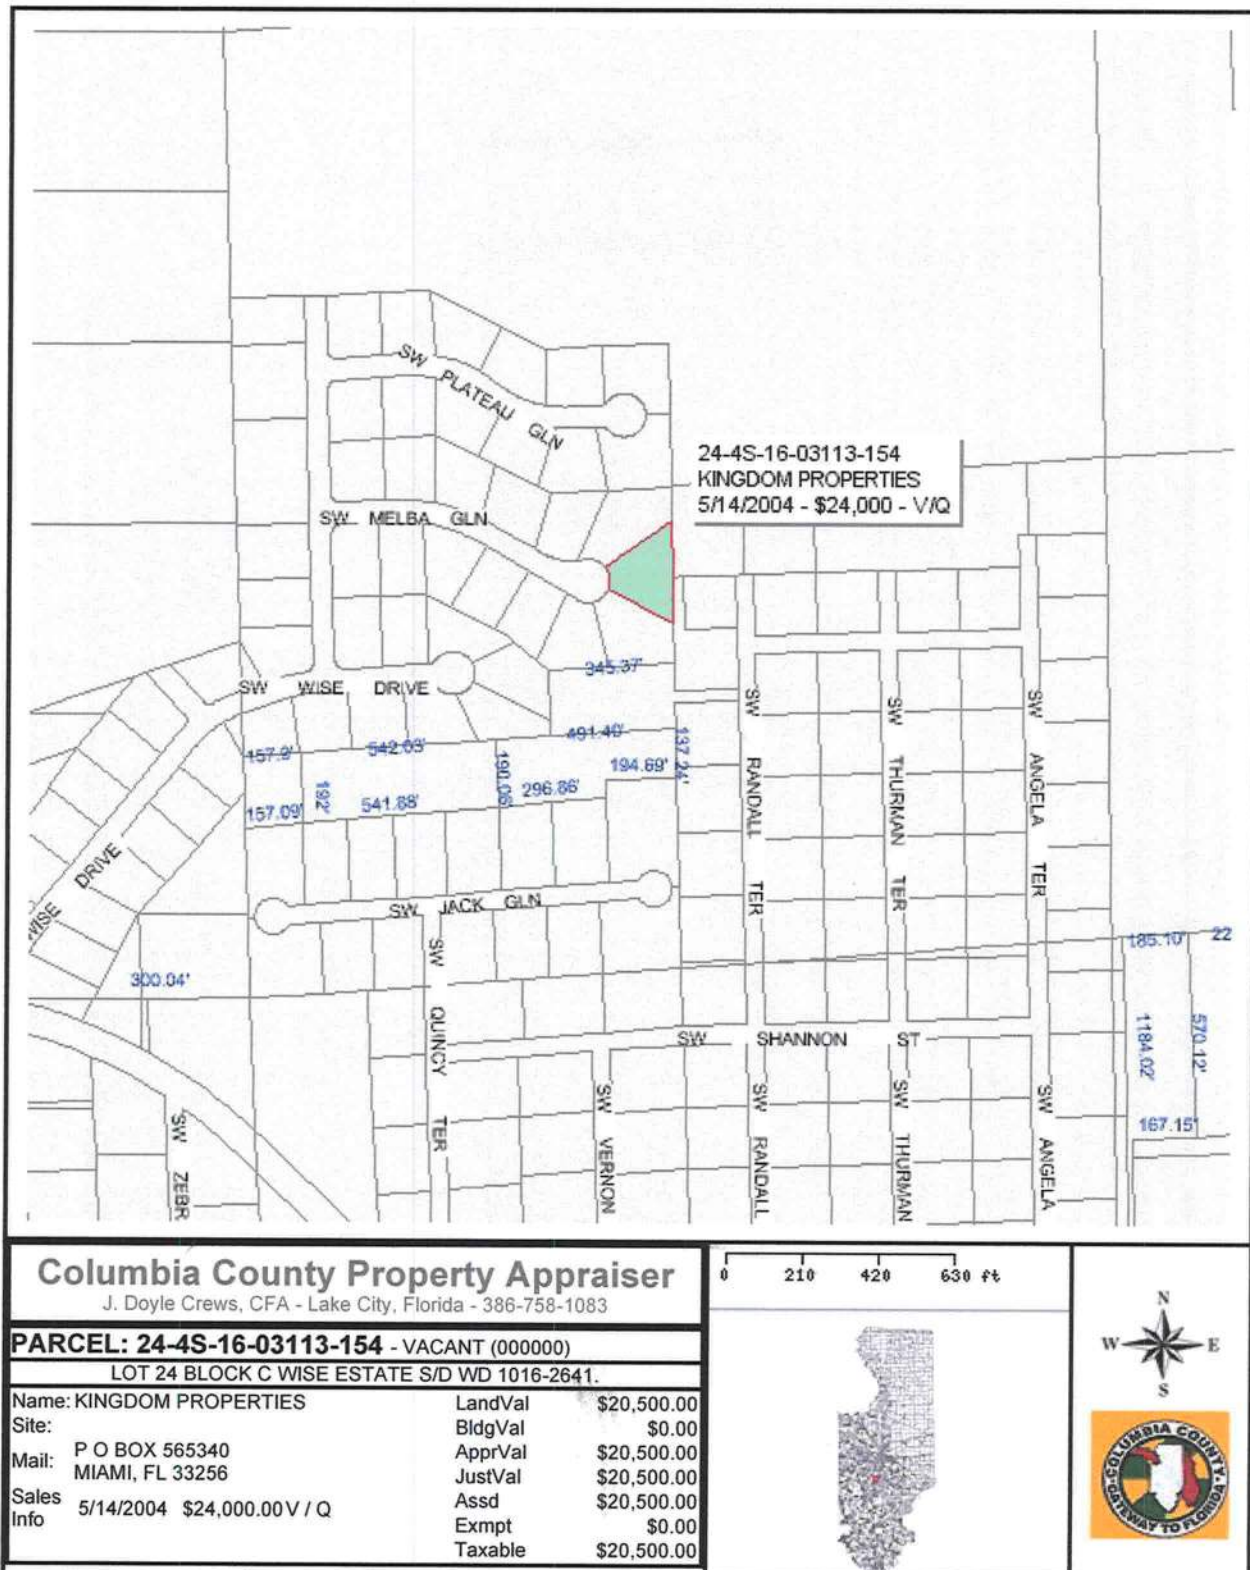 SW PLATEAU GLN
24-4S-16-03113-154
KINGDOM PROPERTIES
5/14/2004 - $24,000 - V/Q
SW MELBA GLN
345.37'
SW WISE DRIVE
491.40'
542.03'
157.9'
137.24'
194.69'
190.06'
296.86'
192'
541.88'
157.09'
SW RANDALL TER
SW THURMAN TER
SW ANGELA TER
WISE DRIVE
SW JACK GLN
185.10'
22
300.04'
SW QUINCY TER
SW SHANNON ST
1184.02'
570.12'
167.15'
SW ZEBR
SW VERNON
SW RANDALL
SW THURMAN
SW ANGELA
Columbia County Property Appraiser
J. Doyle Crews, CFA - Lake City, Florida - 386-758-1083
PARCEL: 24-4S-16-03113-154 - VACANT (000000)
LOT 24 BLOCK C WISE ESTATE S/D WD 1016-2641.
Name: KINGDOM PROPERTIES
Site:
Mail: P O BOX 565340
MIAMI, FL 33256
Sales Info 5/14/2004 $24,000.00 V / Q
LandVal $20,500.00
BldgVal $0.00
ApprVal $20,500.00
JustVal $20,500.00
Assd $20,500.00
Exmpt $0.00
Taxable $20,500.00
0 210 420 630 ft
N
W E
S
COLUMBIA COUNTY
GATEWAY TO FLORIDA